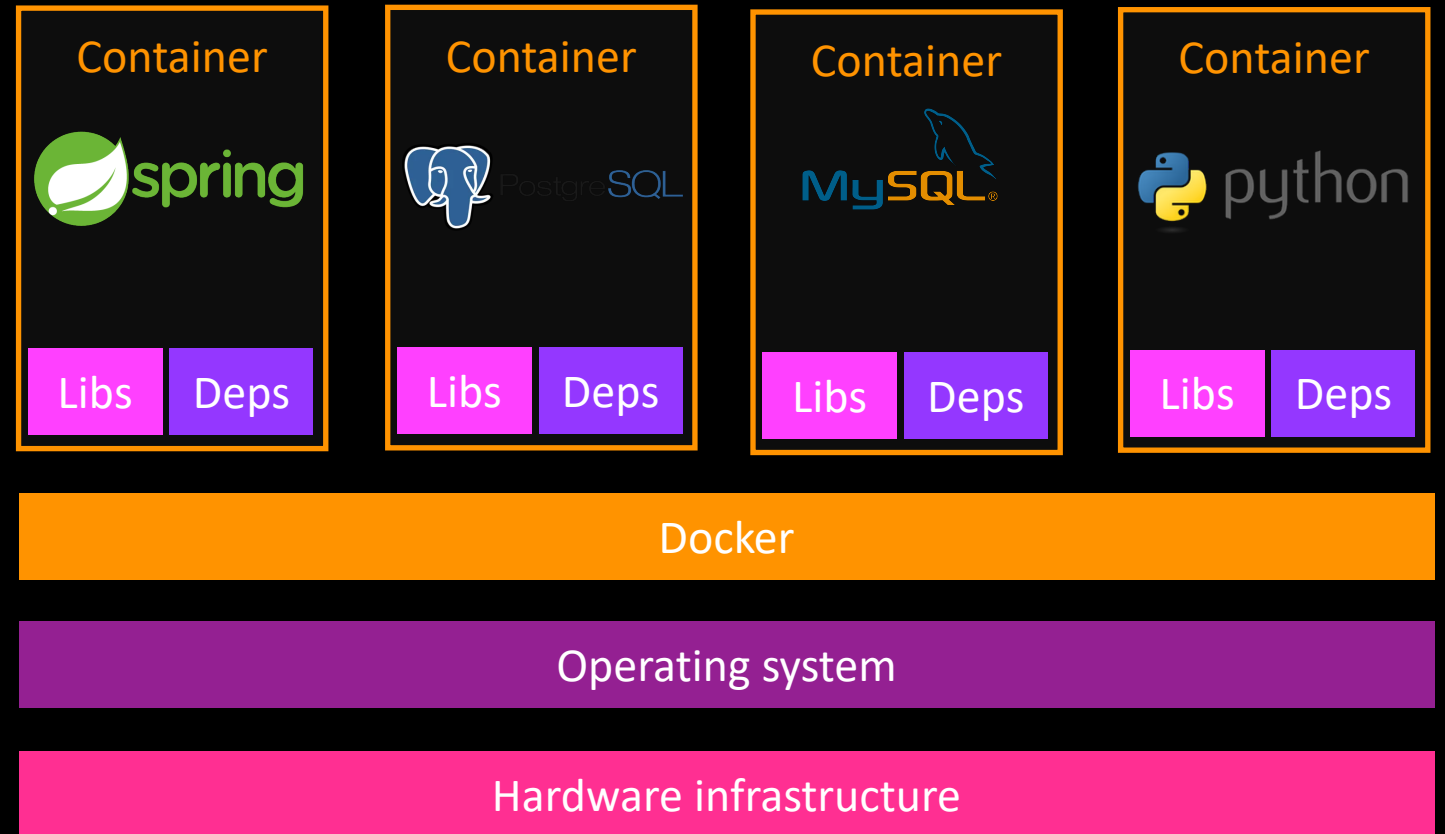 Container
spring
Libs Deps
Container
PostgreSQL
Libs Deps
Container
MySQL®
Libs Deps
Container
python
Libs Deps
Docker
Operating system
Hardware infrastructure